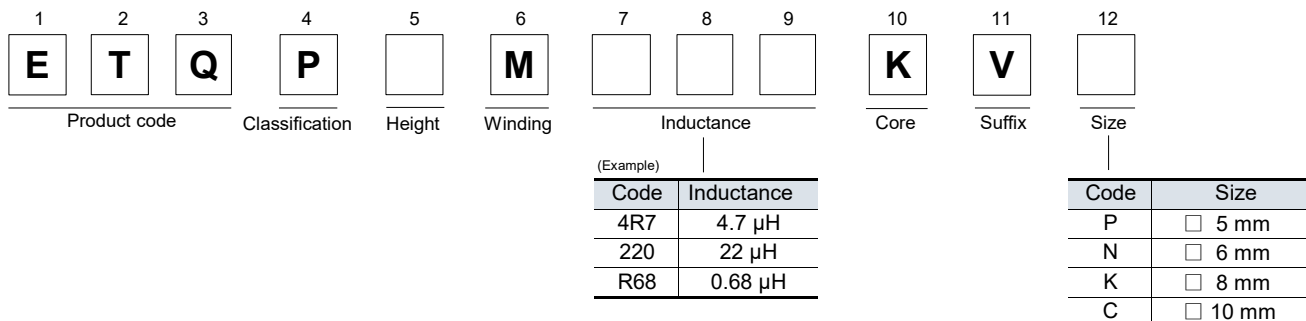 1 2 3 4 5 6 7 8 9 10 11 12
E T Q P M K V
Product code Classification Height Winding Inductance Core Suffix Size
(Example)
Code Inductance
4R7 4.7 µH
220 22 µH
R68 0.68 µH
Code Size
P □ 5 mm
N □ 6 mm
K □ 8 mm
C □ 10 mm